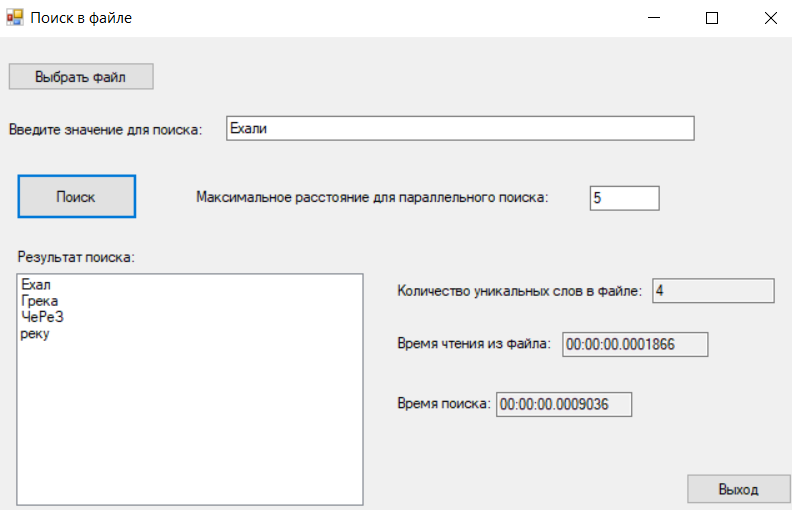 Поиск в файле
Выбрать файл
Введите значение для поиска: Ехали
Поиск Максимальное расстояние для параллельного поиска: 5
Результат поиска:
Ехал
Грека
ЧеРеЗ
реку
Количество уникальных слов в файле: 4
Время чтения из файла: 00:00:00.0001866
Время поиска: 00:00:00.0009036
Выход